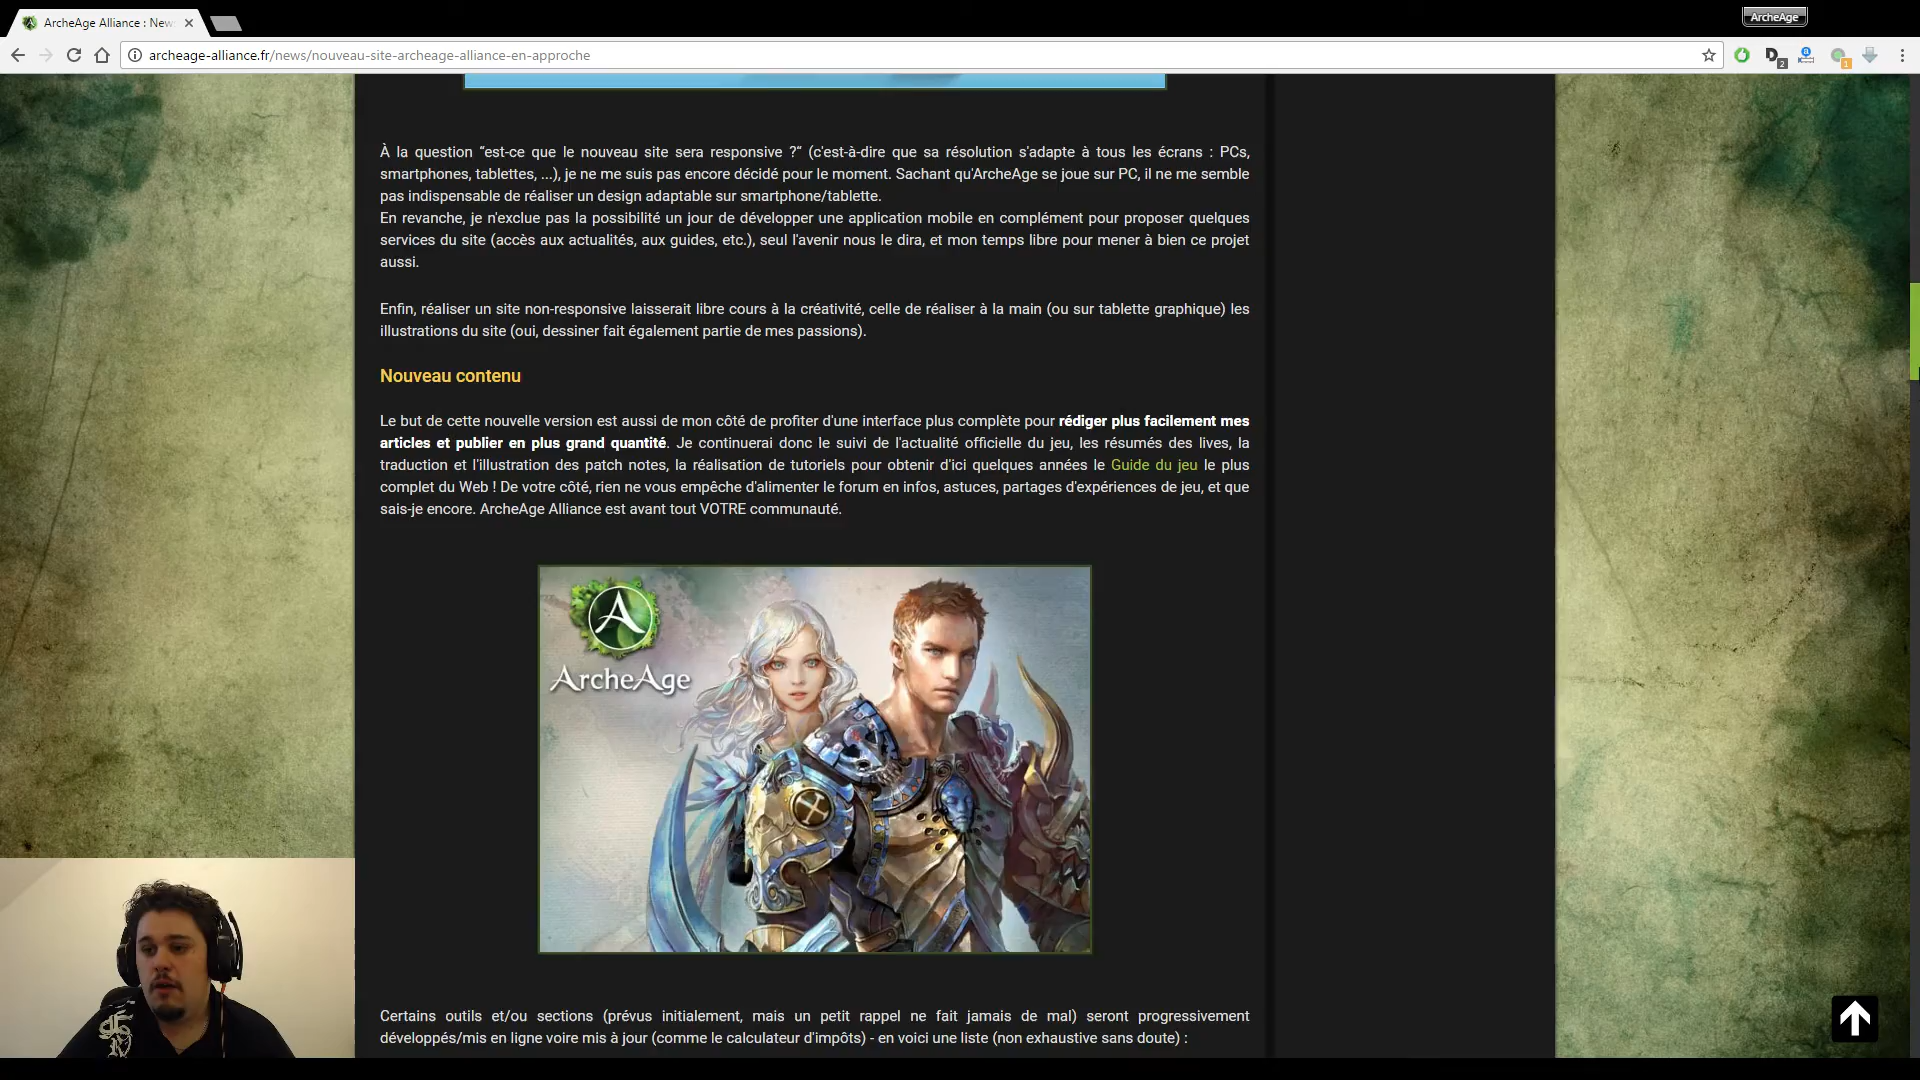 ArcheAge Alliance : New
ArcheAge
archeage-alliance.fr/news/nouveau-site-archeage-alliance-en-approche
2
1
À la question “est-ce que le nouveau site sera responsive ?“ (c'est-à-dire que sa résolution s'adapte à tous les écrans : PCs,
smartphones, tablettes, ...), je ne me suis pas encore décidé pour le moment. Sachant qu'ArcheAge se joue sur PC, il ne me semble
pas indispensable de réaliser un design adaptable sur smartphone/tablette.
En revanche, je n'exclue pas la possibilité un jour de développer une application mobile en complément pour proposer quelques
services du site (accès aux actualités, aux guides, etc.), seul l'avenir nous le dira, et mon temps libre pour mener à bien ce projet
aussi.
Enfin, réaliser un site non-responsive laisserait libre cours à la créativité, celle de réaliser à la main (ou sur tablette graphique) les
illustrations du site (oui, dessiner fait également partie de mes passions).
Nouveau contenu
Le but de cette nouvelle version est aussi de mon côté de profiter d'une interface plus complète pour rédiger plus facilement mes
articles et publier en plus grand quantité. Je continuerai donc le suivi de l'actualité officielle du jeu, les résumés des lives, la
traduction et l'illustration des patch notes, la réalisation de tutoriels pour obtenir d'ici quelques années le Guide du jeu le plus
complet du Web ! De votre côté, rien ne vous empêche d'alimenter le forum en infos, astuces, partages d'expériences de jeu, et que
sais-je encore. ArcheAge Alliance est avant tout VOTRE communauté.
A
ArcheAge
Certains outils et/ou sections (prévus initialement, mais un petit rappel ne fait jamais de mal) seront progressivement
développés/mis en ligne voire mis à jour (comme le calculateur d'impôts) - en voici une liste (non exhaustive sans doute) :